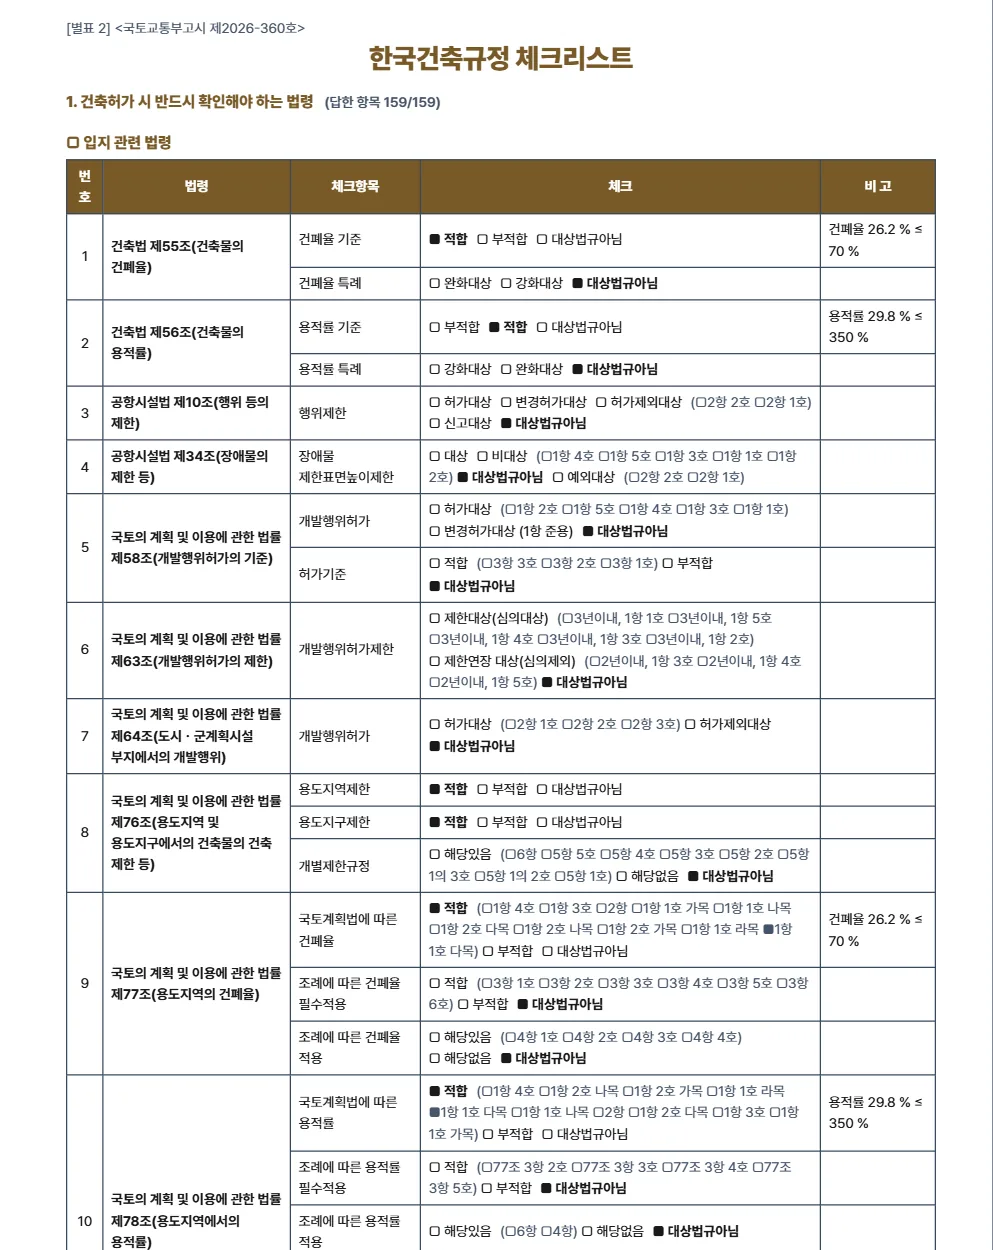 [별표 2] <국토교통부고시 제2026-360호>
한국건축규정 체크리스트
1. 건축허가 시 반드시 확인해야 하는 법령 (답한 항목 159/159)
☐ 입지 관련 법령
번호 법령 체크항목 체크 비 고
1 건축법 제55조(건축물의 건폐율)
건폐율 기준 ■ 적합 ☐ 부적합 ☐ 대상법규아님 건폐율 26.2 % ≤ 70 %
건폐율 특례 ☐ 완화대상 ☐ 강화대상 ■ 대상법규아님
2 건축법 제56조(건축물의 용적률)
용적률 기준 ☐ 부적합 ■ 적합 ☐ 대상법규아님 용적률 29.8 % ≤ 350 %
용적률 특례 ☐ 강화대상 ☐ 완화대상 ■ 대상법규아님
3 공항시설법 제10조(행위 등의 제한)
행위제한 ☐ 허가대상 ☐ 변경허가대상 ☐ 허가제외대상 (☐2항 2호 ☐2항 1호)
☐ 신고대상 ■ 대상법규아님
4 공항시설법 제34조(장애물의 제한 등)
장애물 제한표면높이제한 ☐ 대상 ☐ 비대상 (☐1항 4호 ☐1항 5호 ☐1항 3호 ☐1항 1호 ☐1항
2호) ■ 대상법규아님 ☐ 예외대상 (☐2항 2호 ☐2항 1호)
5 국토의 계획 및 이용에 관한 법률 제58조(개발행위허가의 기준)
개발행위허가 ☐ 허가대상 (☐1항 2호 ☐1항 5호 ☐1항 4호 ☐1항 3호 ☐1항 1호)
☐ 변경허가대상 (1항 준용) ■ 대상법규아님
허가기준 ☐ 적합 (☐3항 3호 ☐3항 2호 ☐3항 1호) ☐ 부적합
■ 대상법규아님
6 국토의 계획 및 이용에 관한 법률 제63조(개발행위허가의 제한)
개발행위허가제한 ☐ 제한대상(심의대상) (☐3년이내, 1항 1호 ☐3년이내, 1항 5호
☐3년이내, 1항 4호 ☐3년이내, 1항 3호 ☐3년이내, 1항 2호)
☐ 제한연장 대상(심의제외) (☐2년이내, 1항 3호 ☐2년이내, 1항 4호
☐2년이내, 1항 5호) ■ 대상법규아님
7 국토의 계획 및 이용에 관한 법률 제64조(도시ㆍ군계획시설 부지에서의 개발행위)
개발행위허가 ☐ 허가대상 (☐2항 1호 ☐2항 2호 ☐2항 3호) ☐ 허가제외대상
■ 대상법규아님
8 국토의 계획 및 이용에 관한 법률 제76조(용도지역 및 용도지구에서의 건축물의 건축 제한 등)
용도지역제한 ■ 적합 ☐ 부적합 ☐ 대상법규아님
용도지구제한 ■ 적합 ☐ 부적합 ☐ 대상법규아님
개별제한규정 ☐ 해당있음 (☐6항 ☐5항 5호 ☐5항 4호 ☐5항 3호 ☐5항 2호 ☐5항
1의 3호 ☐5항 1의 2호 ☐5항 1호) ☐ 해당없음 ■ 대상법규아님
9 국토의 계획 및 이용에 관한 법률 제77조(용도지역의 건폐율)
국토계획법에 따른 건폐율 ■ 적합 (☐1항 4호 ☐1항 3호 ☐2항 ☐1항 1호 가목 ☐1항 1호 나목
☐1항 2호 다목 ☐1항 2호 나목 ☐1항 2호 가목 ☐1항 1호 라목 ■1항
1호 다목) ☐ 부적합 ☐ 대상법규아님 건폐율 26.2 % ≤ 70 %
조례에 따른 건폐율 필수적용 ☐ 적합 (☐3항 1호 ☐3항 2호 ☐3항 3호 ☐3항 4호 ☐3항 5호 ☐3항
6호) ☐ 부적합 ■ 대상법규아님
조례에 따른 건폐율 적용 ☐ 해당있음 (☐4항 1호 ☐4항 2호 ☐4항 3호 ☐4항 4호)
☐ 해당없음 ■ 대상법규아님
10 국토의 계획 및 이용에 관한 법률 제78조(용도지역에서의 용적률)
국토계획법에 따른 용적률 ■ 적합 (☐1항 4호 ☐1항 2호 나목 ☐1항 2호 가목 ☐1항 1호 라목
■1항 1호 다목 ☐1항 1호 나목 ☐2항 ☐1항 2호 다목 ☐1항 3호 ☐1항
1호 가목) ☐ 부적합 ☐ 대상법규아님 용적률 29.8 % ≤ 350 %
조례에 따른 용적률 필수적용 ☐ 적합 (☐77조 3항 2호 ☐77조 3항 3호 ☐77조 3항 4호 ☐77조
3항 5호) ☐ 부적합 ■ 대상법규아님
조례에 따른 용적률 적용 ☐ 해당있음 (☐6항 ☐4항) ☐ 해당없음 ■ 대상법규아님